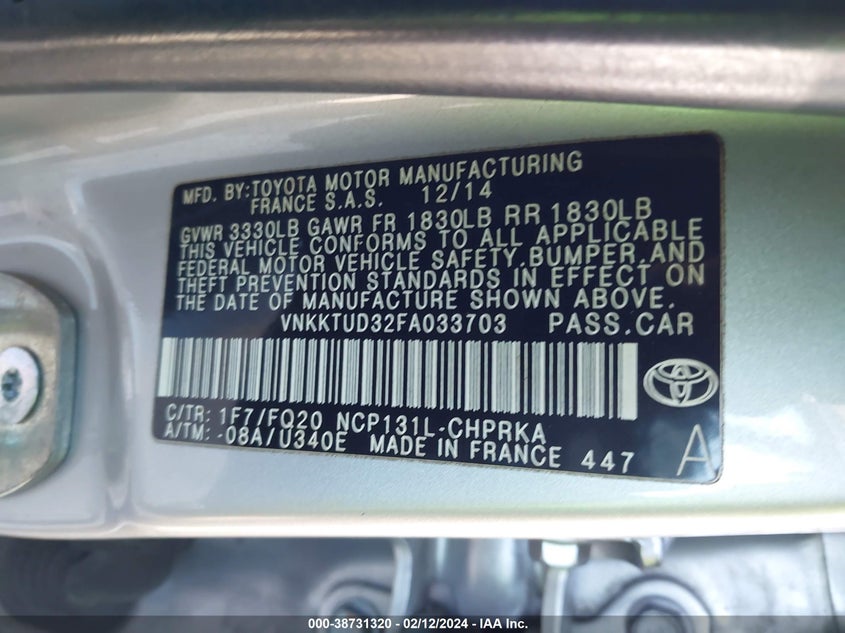 MFD. BY:TOYOTA MOTOR MANUFACTURING
FRANCE S.A.S. 12/14
GVWR 3330LB GAWR FR 1830LB RR 1830LB
THIS VEHICLE CONFORMS TO ALL APPLICABLE
FEDERAL MOTOR VEHICLE SAFETY,BUMPER,AND
THEFT PREVENTION STANDARDS IN EFFECT ON
THE DATE OF MANUFACTURE SHOWN ABOVE.
VNKKTUD32FA033703 PASS.CAR
C/TR: 1F7/FQ20 NCP131L-CHPRKA
A/TM: -08A/U340E MADE IN FRANCE 447 A
000-38731320 - 02/12/2024 - IAA Inc.